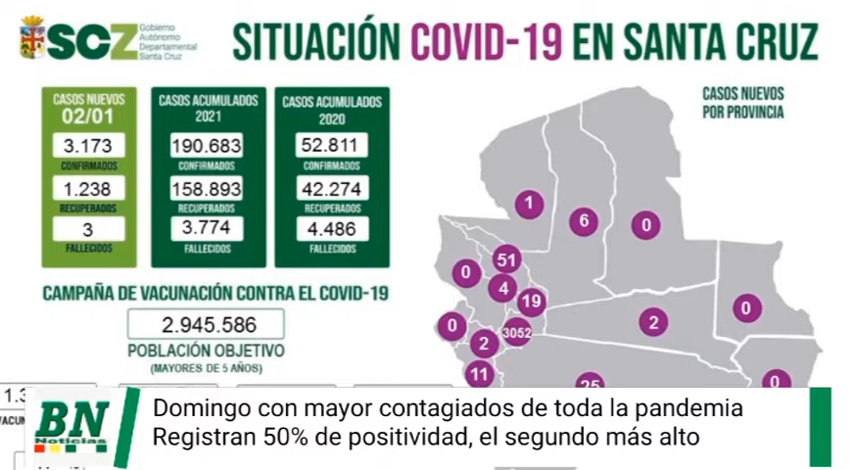 SCZ
Gobierno
Autónomo
Departamental
Santa Cruz
SITUACIÓN COVID-19 EN SANTA CRUZ
CASOS NUEVOS
02/01
3.173
CONFIRMADOS
1.238
RECUPERADOS
3
FALLECIDOS
CASOS ACUMULADOS
2021
190.683
CONFIRMADOS
158.893
RECUPERADOS
3.774
FALLECIDOS
CASOS ACUMULADOS
2020
52.811
CONFIRMADOS
42.274
RECUPERADOS
4.486
FALLECIDOS
CASOS NUEVOS
POR PROVINCIA
1
6
0
51
0
4
19
0
2
0
3052
2
11
25
0
CAMPAÑA DE VACUNACIÓN CONTRA EL COVID-19
2.945.586
POBLACIÓN OBJETIVO
(MAYORES DE 5 AÑOS)
BN
Noticias
Domingo con mayor contagiados de toda la pandemia
Registran 50% de positividad, el segundo más alto